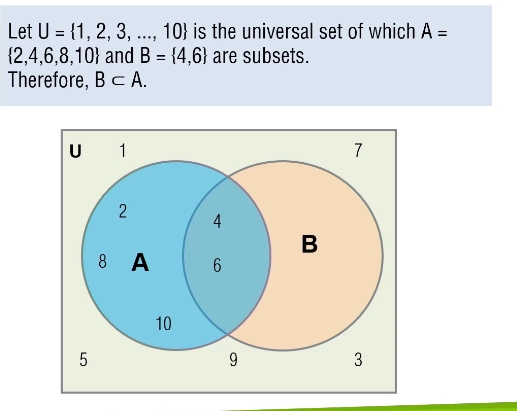 Let U = {1, 2, 3, ..., 10} is the universal set of which A =
{2,4,6,8,10} and B = {4,6} are subsets.
Therefore, B ⊂ A.
U 1 7
2
4
B
8 A 6
10
5 9 3